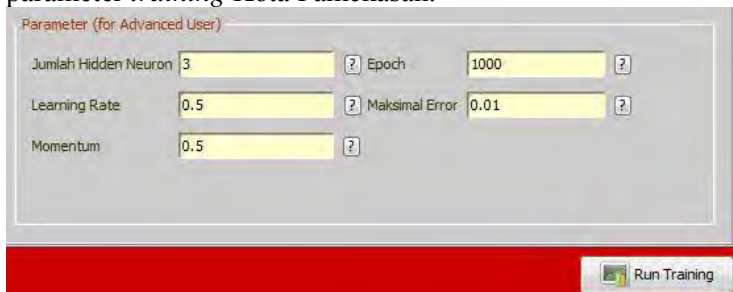 parameter training Kota Pamekasan.
Parameter (for Advanced User)
Jumlah Hidden Neuron 3 ? Epoch 1000 ?
Learning Rate 0.5 ? Maksimal Error 0.01 ?
Momentum 0.5 ?
Run Training